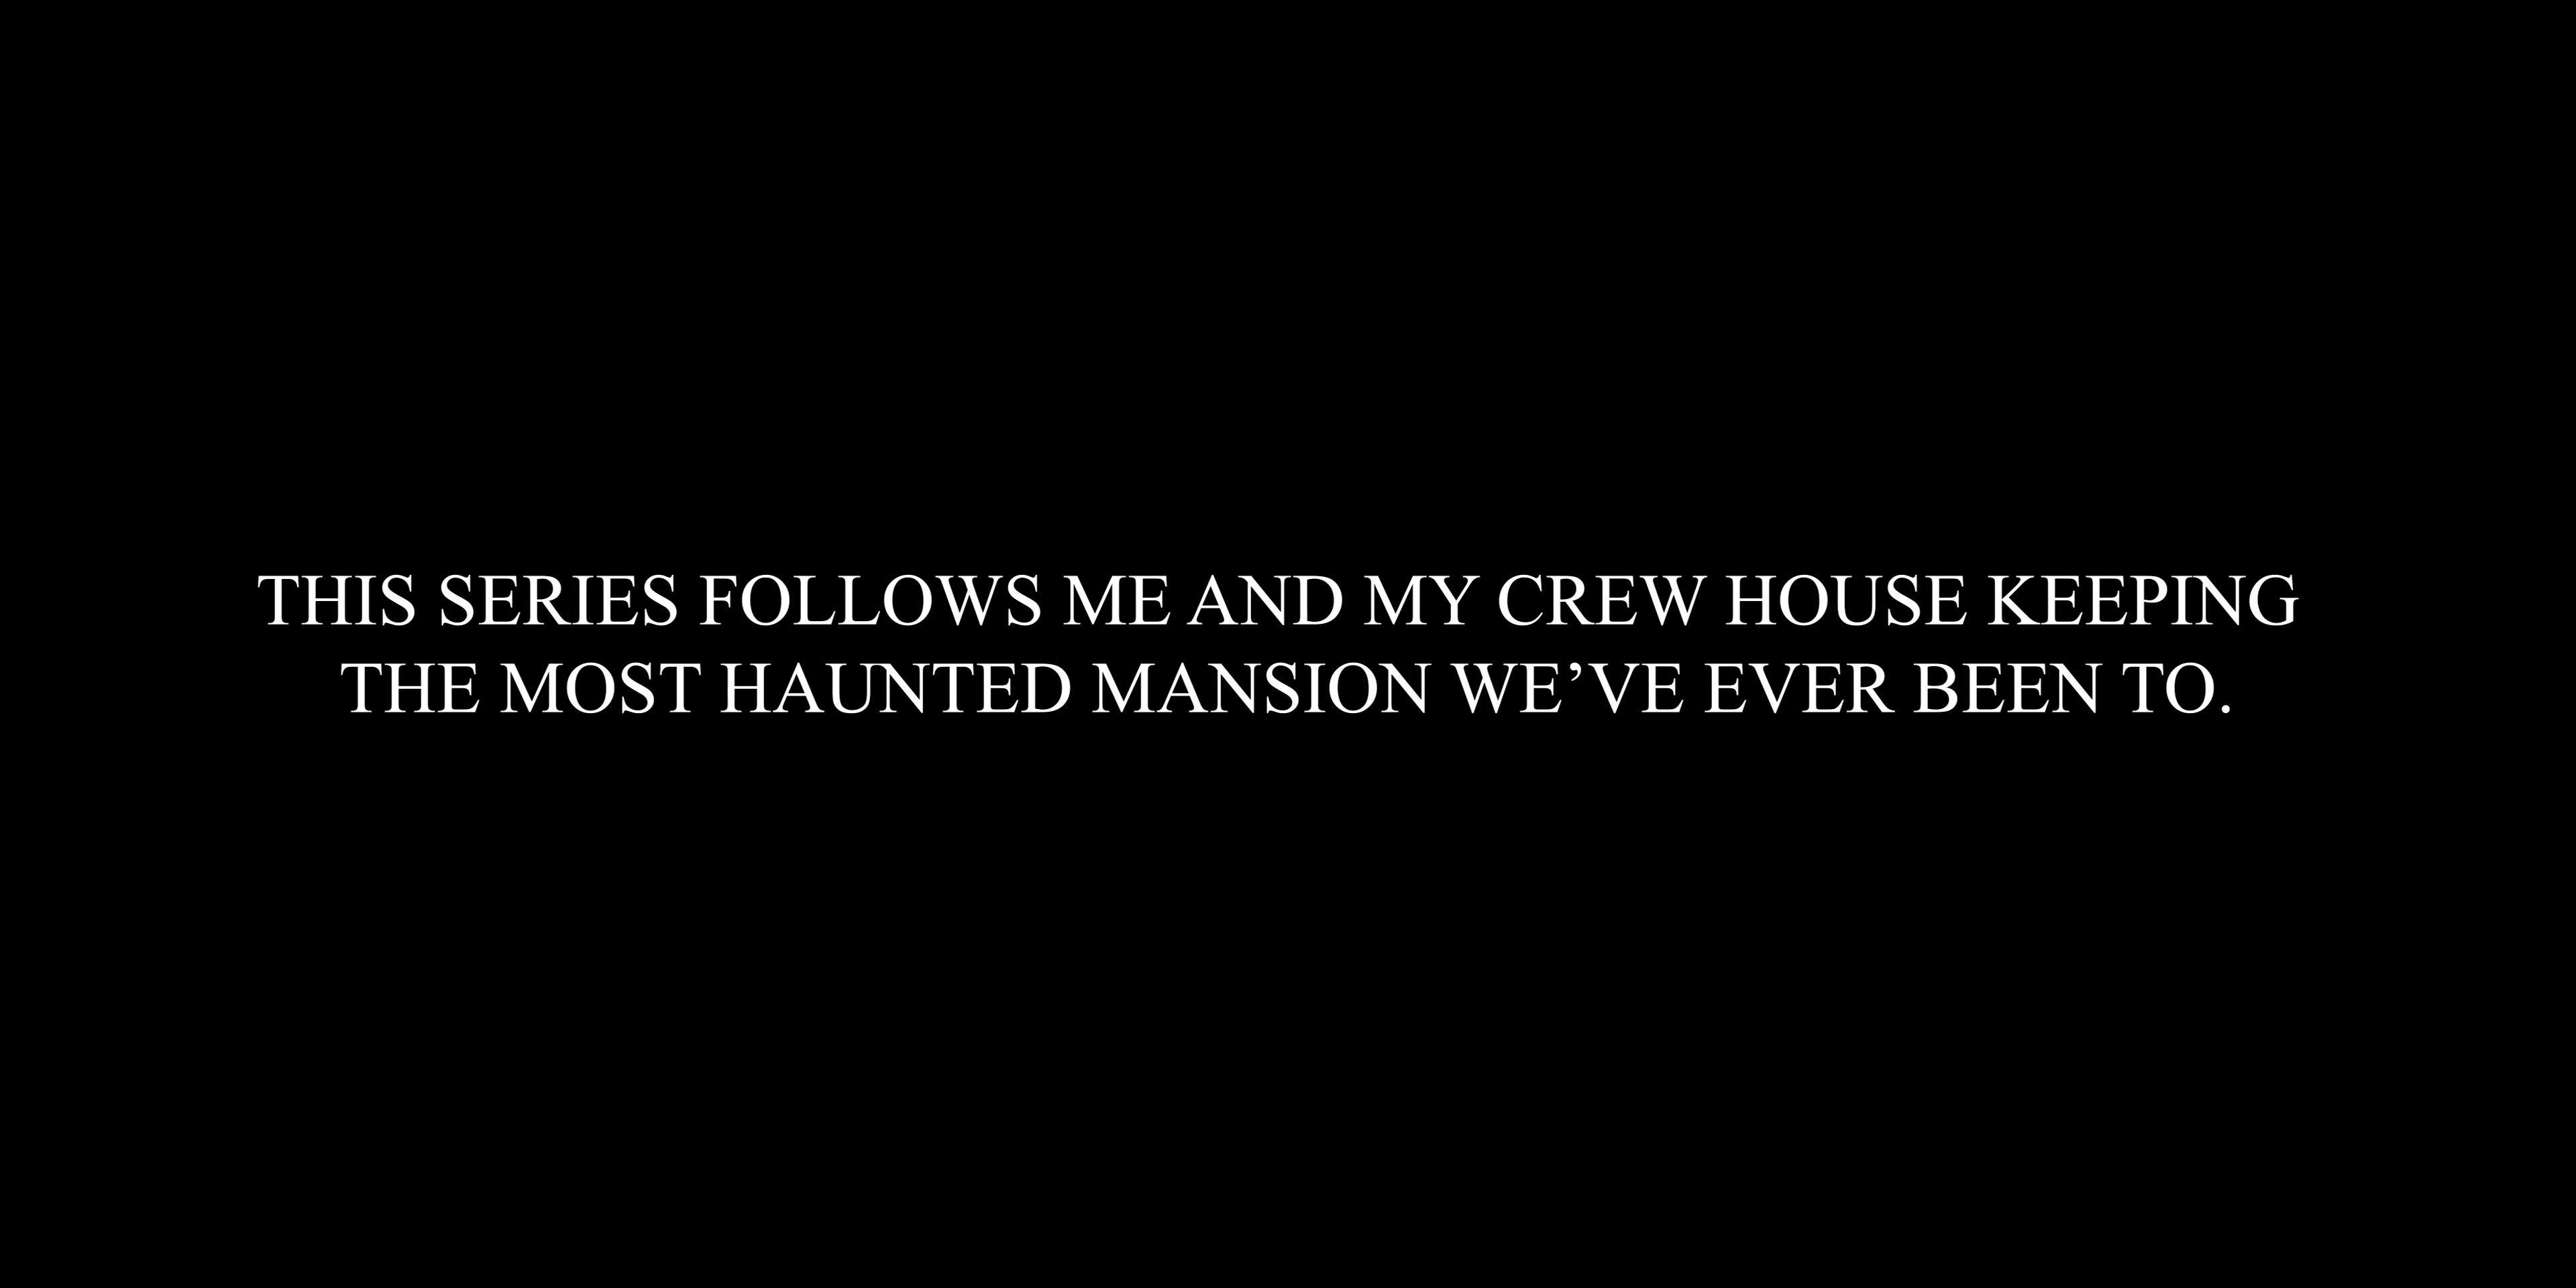 THIS SERIES FOLLOWS ME AND MY CREW HOUSE KEEPING
THE MOST HAUNTED MANSION WE’VE EVER BEEN TO.